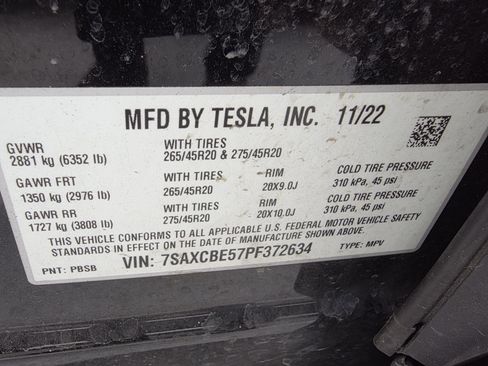 MFD BY TESLA, INC. 11/22
GVWR WITH TIRES
2881 kg (6352 lb) 265/45R20 & 275/45R20
GAWR FRT WITH TIRES RIM COLD TIRE PRESSURE
1350 kg (2976 lb) 265/45R20 20X9.0J 310 kPa, 45 psi
GAWR RR WITH TIRES RIM COLD TIRE PRESSURE
1727 kg (3808 lb) 275/45R20 20X10.0J 310 kPa, 45 psi
THIS VEHICLE CONFORMS TO ALL APPLICABLE U.S. FEDERAL MOTOR VEHICLE SAFETY
STANDARDS IN EFFECT ON THE DATE OF MANUFACTURE SHOWN ABOVE.
PNT: PBSB VIN: 7SAXCBE57PF372634 TYPE: MPV